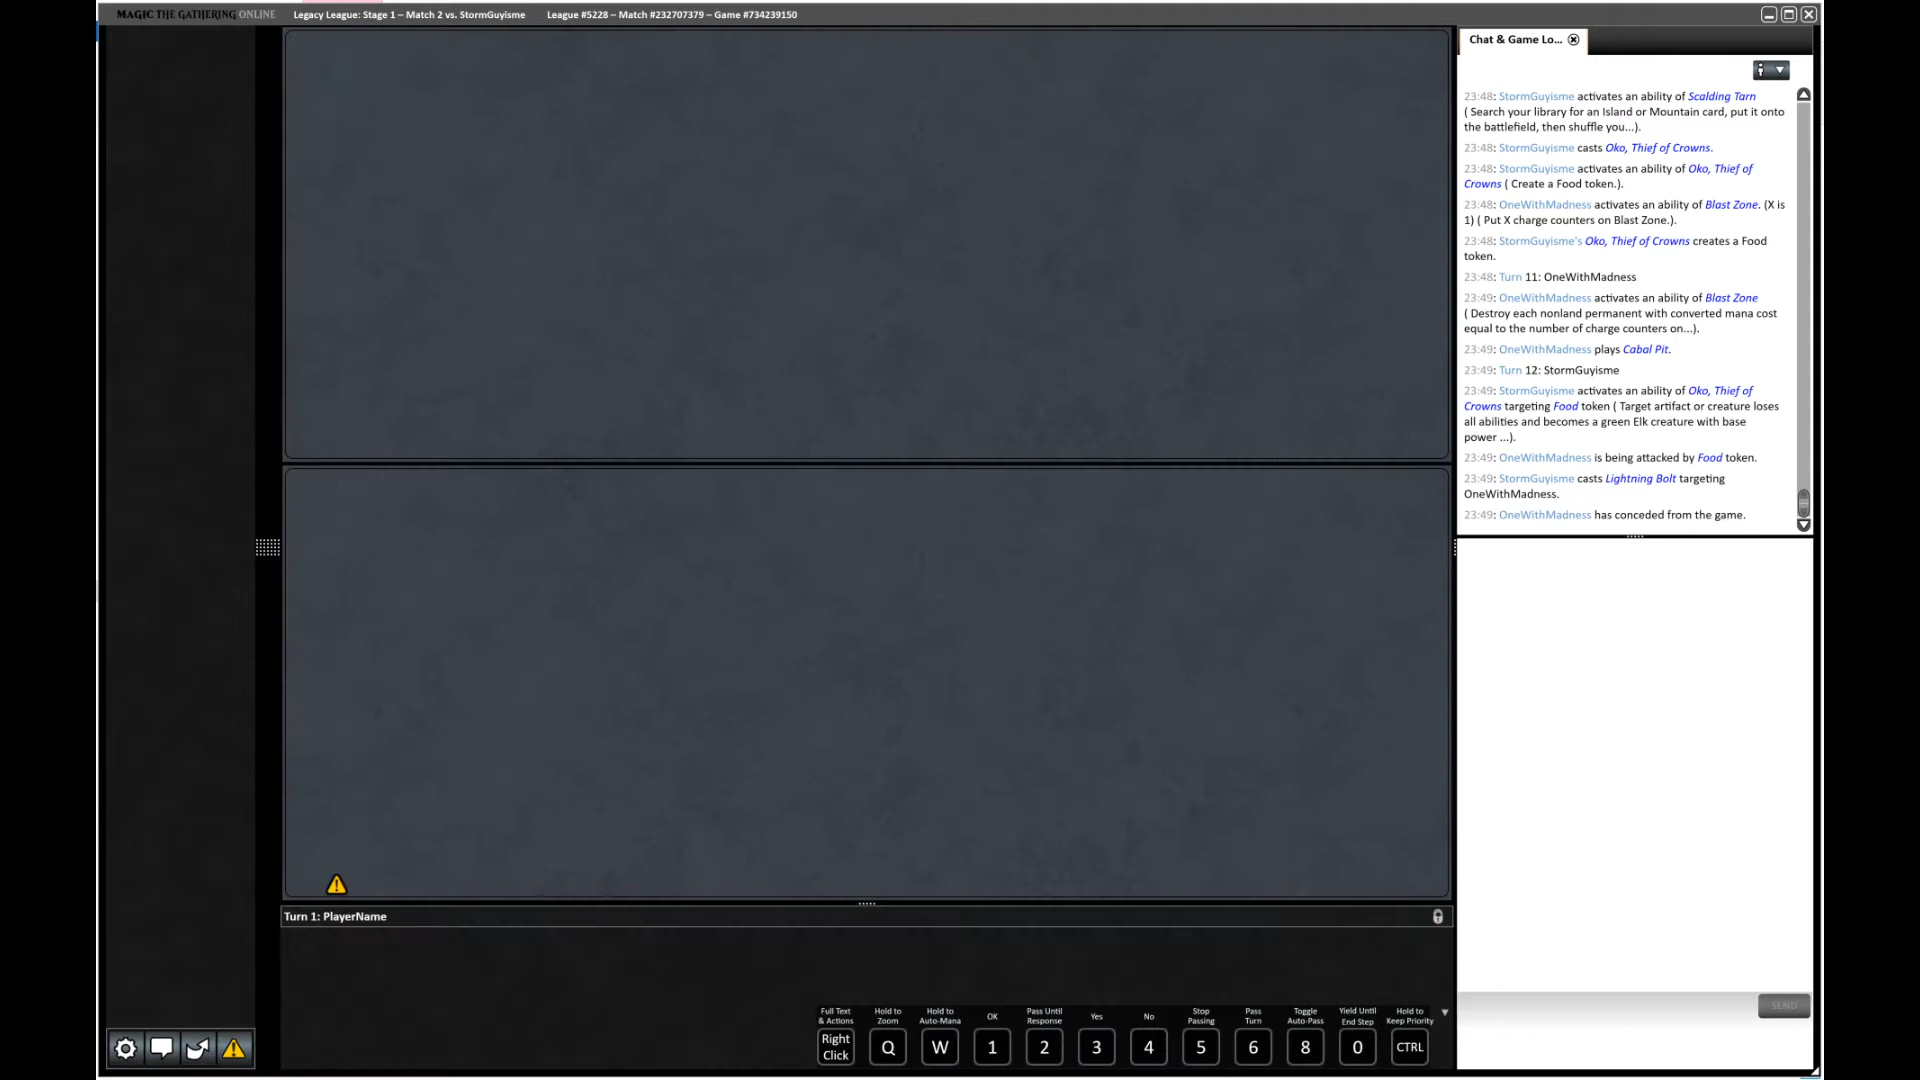 MAGIC THE GATHERING ONLINE
Legacy League: Stage 1 – Match 2 vs. StormGuyisme League #5228 – Match #232707379 – Game #734239150
Chat & Game Lo...
23:48: StormGuyisme activates an ability of Scalding Tarn
( Search your library for an Island or Mountain card, put it onto
the battlefield, then shuffle you...).
23:48: StormGuyisme casts Oko, Thief of Crowns.
23:48: StormGuyisme activates an ability of Oko, Thief of
Crowns ( Create a Food token.).
23:48: OneWithMadness activates an ability of Blast Zone. (X is
1) ( Put X charge counters on Blast Zone.).
23:48: StormGuyisme's Oko, Thief of Crowns creates a Food
token.
23:48: Turn 11: OneWithMadness
23:49: OneWithMadness activates an ability of Blast Zone
( Destroy each nonland permanent with converted mana cost
equal to the number of charge counters on...).
23:49: OneWithMadness plays Cabal Pit.
23:49: Turn 12: StormGuyisme
23:49: StormGuyisme activates an ability of Oko, Thief of
Crowns targeting Food token ( Target artifact or creature loses
all abilities and becomes a green Elk creature with base
power ...).
23:49: OneWithMadness is being attacked by Food token.
23:49: StormGuyisme casts Lightning Bolt targeting
OneWithMadness.
23:49: OneWithMadness has conceded from the game.
Turn 1: PlayerName
SEND
Full Text
& Actions
Right
Click
Hold to
Zoom
Q
Hold to
Auto-Mana
W
OK
1
Pass Until
Response
2
Yes
3
No
4
Stop
Passing
5
Pass
Turn
6
Toggle
Auto-Pass
8
Yield Until
End Step
0
Hold to
Keep Priority
CTRL